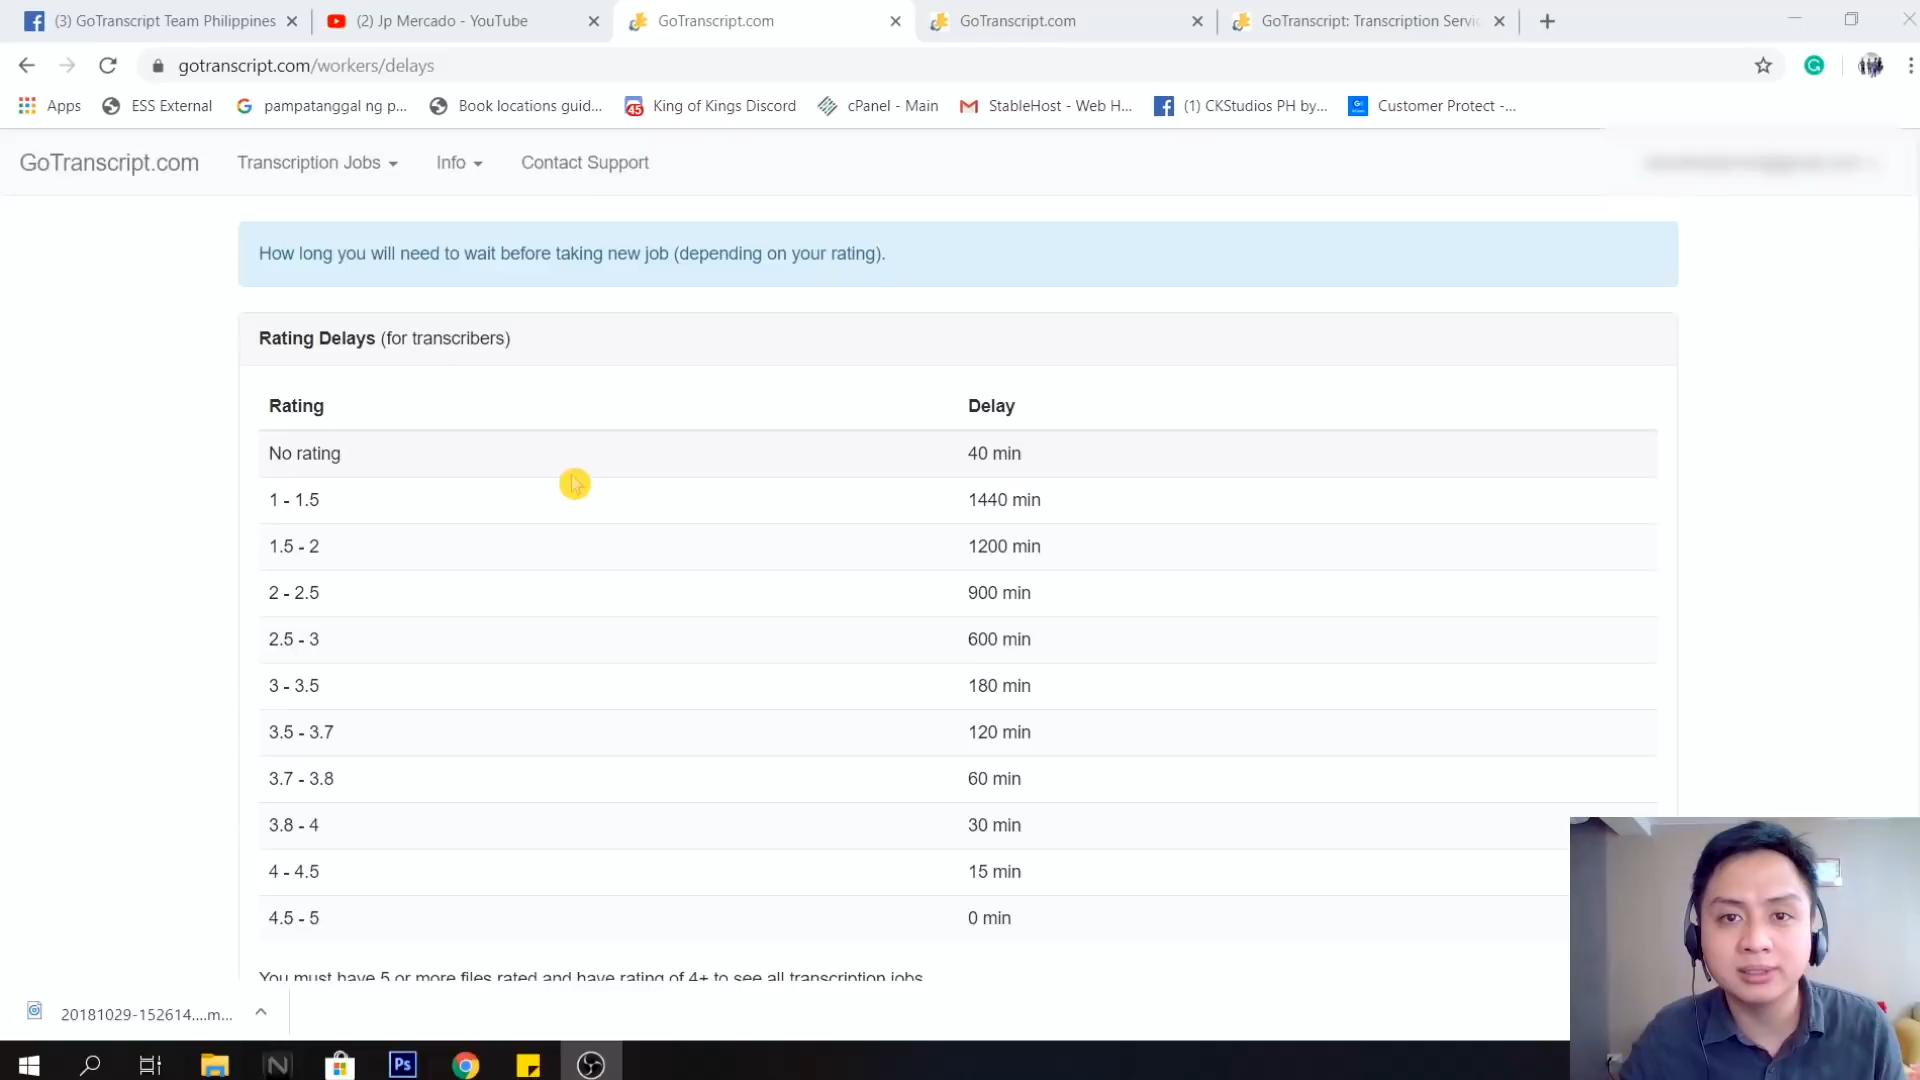 (3) GoTranscript Team Philippines
(2) Jp Mercado - YouTube
GoTranscript.com
GoTranscript.com
GoTranscript: Transcription Servic
gotranscript.com/workers/delays
Apps
ESS External
pampatanggal ng p...
Book locations guid...
45
King of Kings Discord
cPanel - Main
StableHost - Web H...
(1) CKStudios PH by...
Customer Protect -...
GoTranscript.com
Transcription Jobs
Info
Contact Support
How long you will need to wait before taking new job (depending on your rating).
Rating Delays (for transcribers)
Rating Delay
No rating 40 min
1 - 1.5 1440 min
1.5 - 2 1200 min
2 - 2.5 900 min
2.5 - 3 600 min
3 - 3.5 180 min
3.5 - 3.7 120 min
3.7 - 3.8 60 min
3.8 - 4 30 min
4 - 4.5 15 min
4.5 - 5 0 min
You must have 5 or more files rated and have rating of 4+ to see all transcription jobs
20181029-152614....m...
Ps